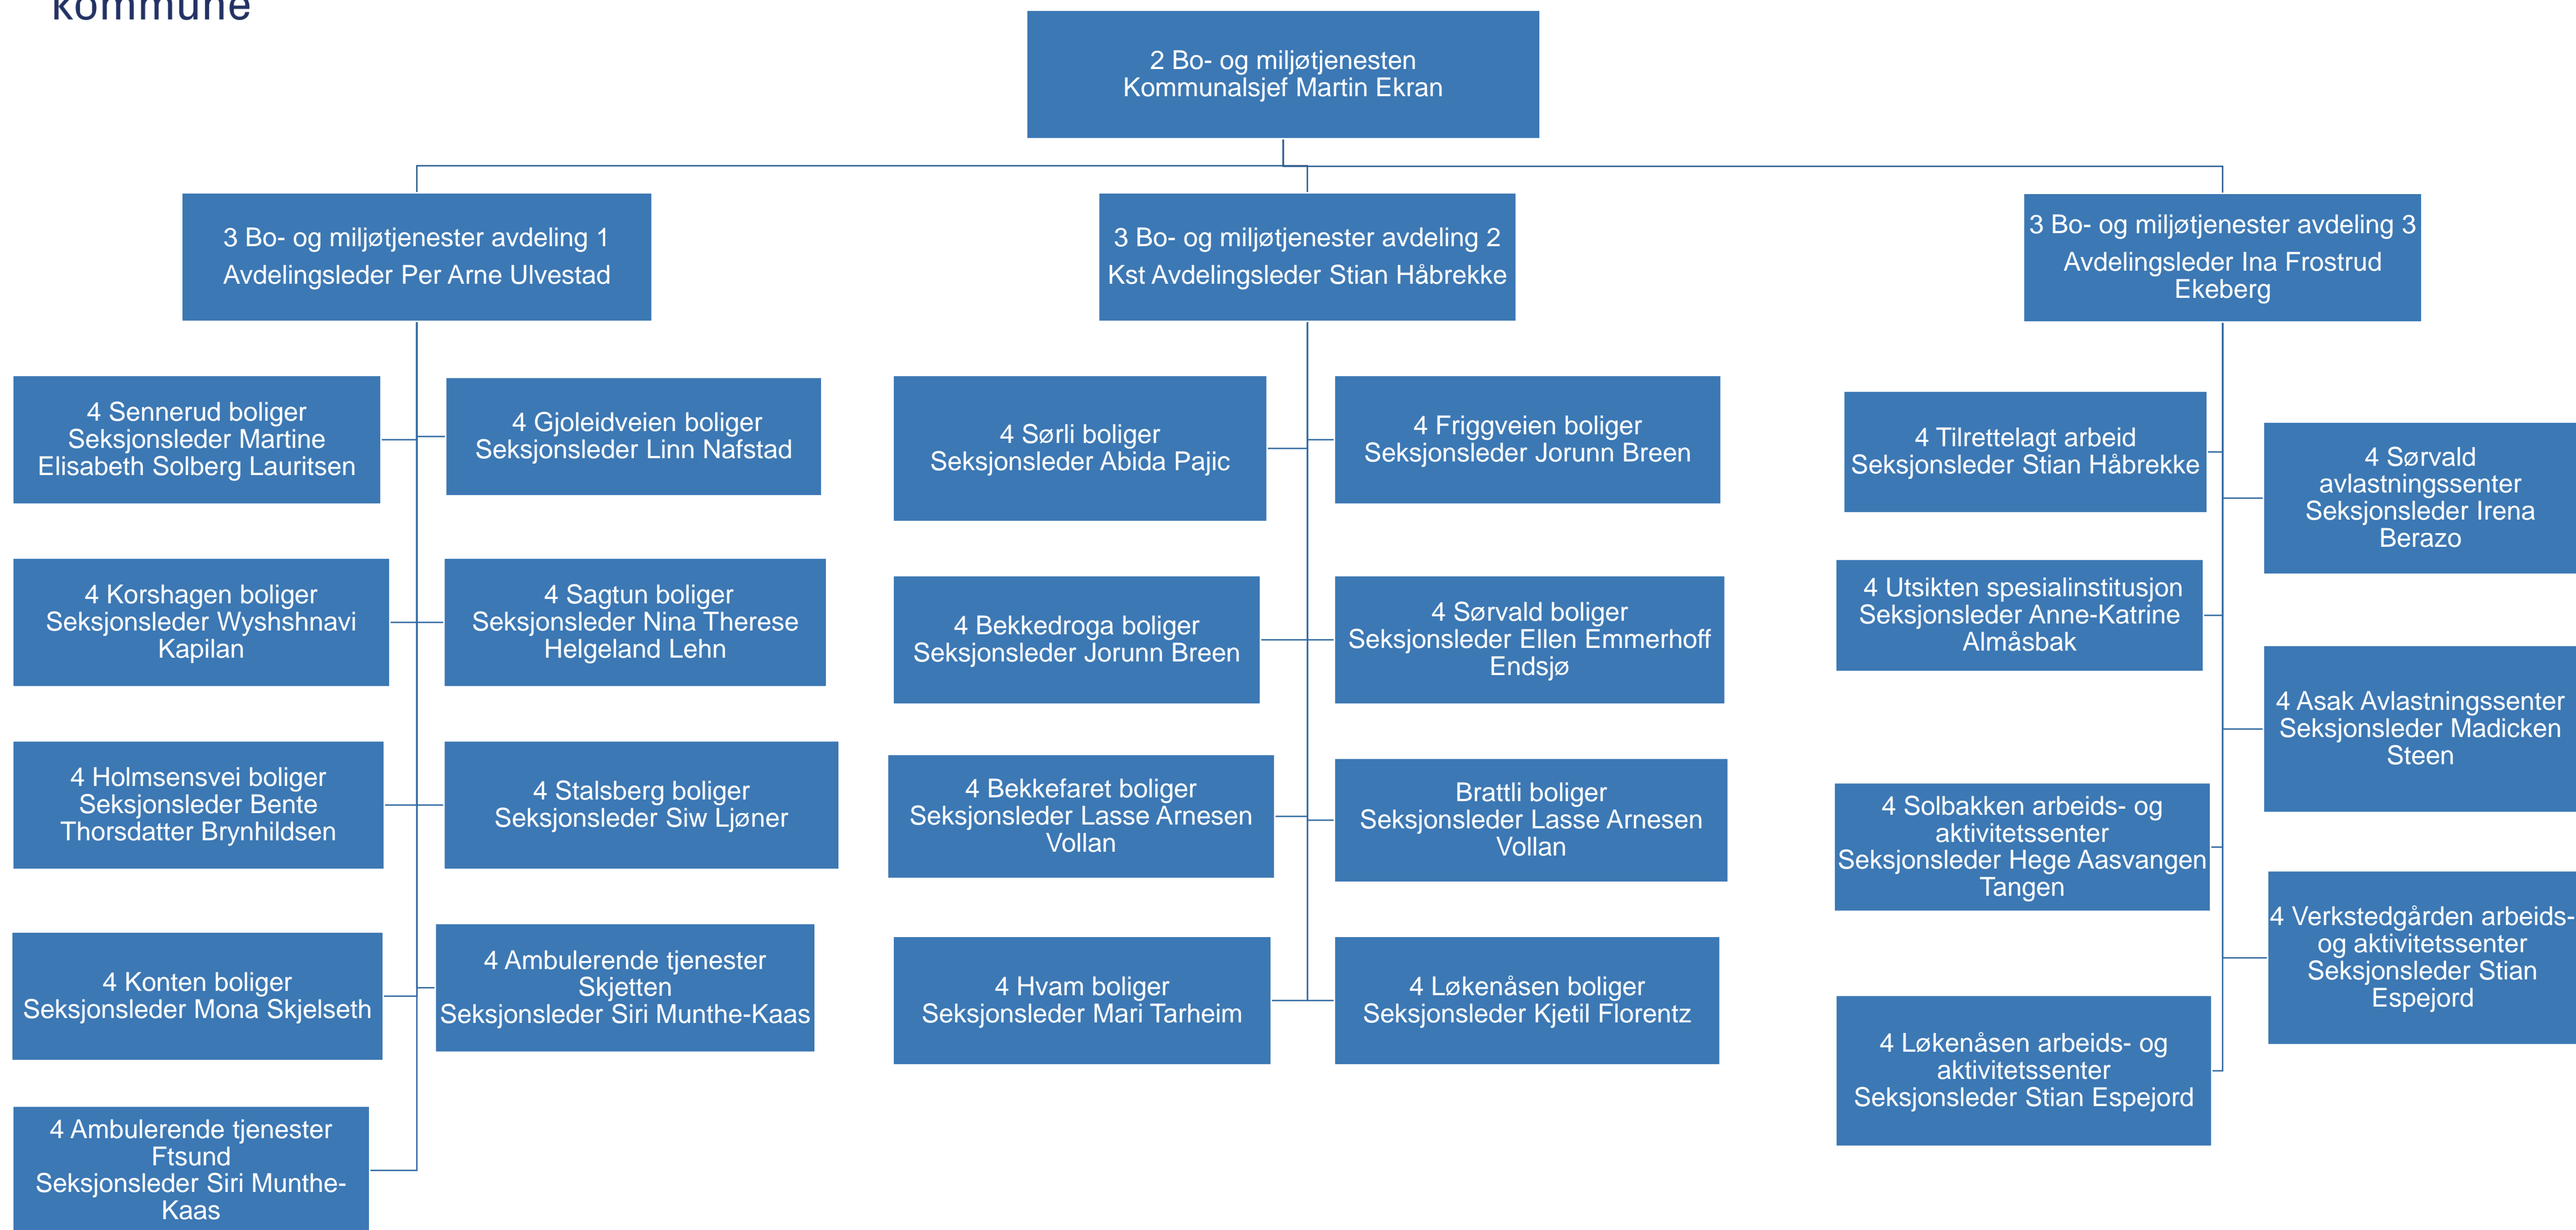 kommune
2 Bo- og miljøtjenesten
Kommunalsjef Martin Ekran
3 Bo- og miljøtjenester avdeling 1
Avdelingsleder Per Arne Ulvestad
4 Sennerud boliger
Seksjonsleder Martine
Elisabeth Solberg Lauritsen
4 Gjoleidveien boliger
Seksjonsleder Linn Nafstad
4 Korshagen boliger
Seksjonsleder Wyshshnavi
Kapilan
4 Sagtun boliger
Seksjonsleder Nina Therese
Helgeland Lehn
4 Holmsensvei boliger
Seksjonsleder Bente
Thorsdatter Brynhildsen
4 Stalsberg boliger
Seksjonsleder Siw Ljøner
4 Konten boliger
Seksjonsleder Mona Skjelseth
4 Ambulerende tjenester
Skjetten
Seksjonsleder Siri Munthe-Kaas
4 Ambulerende tjenester
Ftsund
Seksjonsleder Siri Munthe-
Kaas
3 Bo- og miljøtjenester avdeling 2
Kst Avdelingsleder Stian Håbrekke
4 Sørli boliger
Seksjonsleder Abida Pajic
4 Friggveien boliger
Seksjonsleder Jorunn Breen
4 Bekkedroga boliger
Seksjonsleder Jorunn Breen
4 Sørvald boliger
Seksjonsleder Ellen Emmerhoff
Endsjø
4 Bekkefaret boliger
Seksjonsleder Lasse Arnesen
Vollan
Brattli boliger
Seksjonsleder Lasse Arnesen
Vollan
4 Hvam boliger
Seksjonsleder Mari Tarheim
4 Løkenåsen boliger
Seksjonsleder Kjetil Florentz
3 Bo- og miljøtjenester avdeling 3
Avdelingsleder Ina Frostrud
Ekeberg
4 Tilrettelagt arbeid
Seksjonsleder Stian Håbrekke
4 Sørvald
avlastningssenter
Seksjonsleder Irena
Berazo
4 Utsikten spesialinstitusjon
Seksjonsleder Anne-Katrine
Almåsbak
4 Asak Avlastningssenter
Seksjonsleder Madicken
Steen
4 Solbakken arbeids- og
aktivitetssenter
Seksjonsleder Hege Aasvangen
Tangen
4 Verkstedgården arbeids-
og aktivitetssenter
Seksjonsleder Stian
Espejord
4 Løkenåsen arbeids- og
aktivitetssenter
Seksjonsleder Stian Espejord